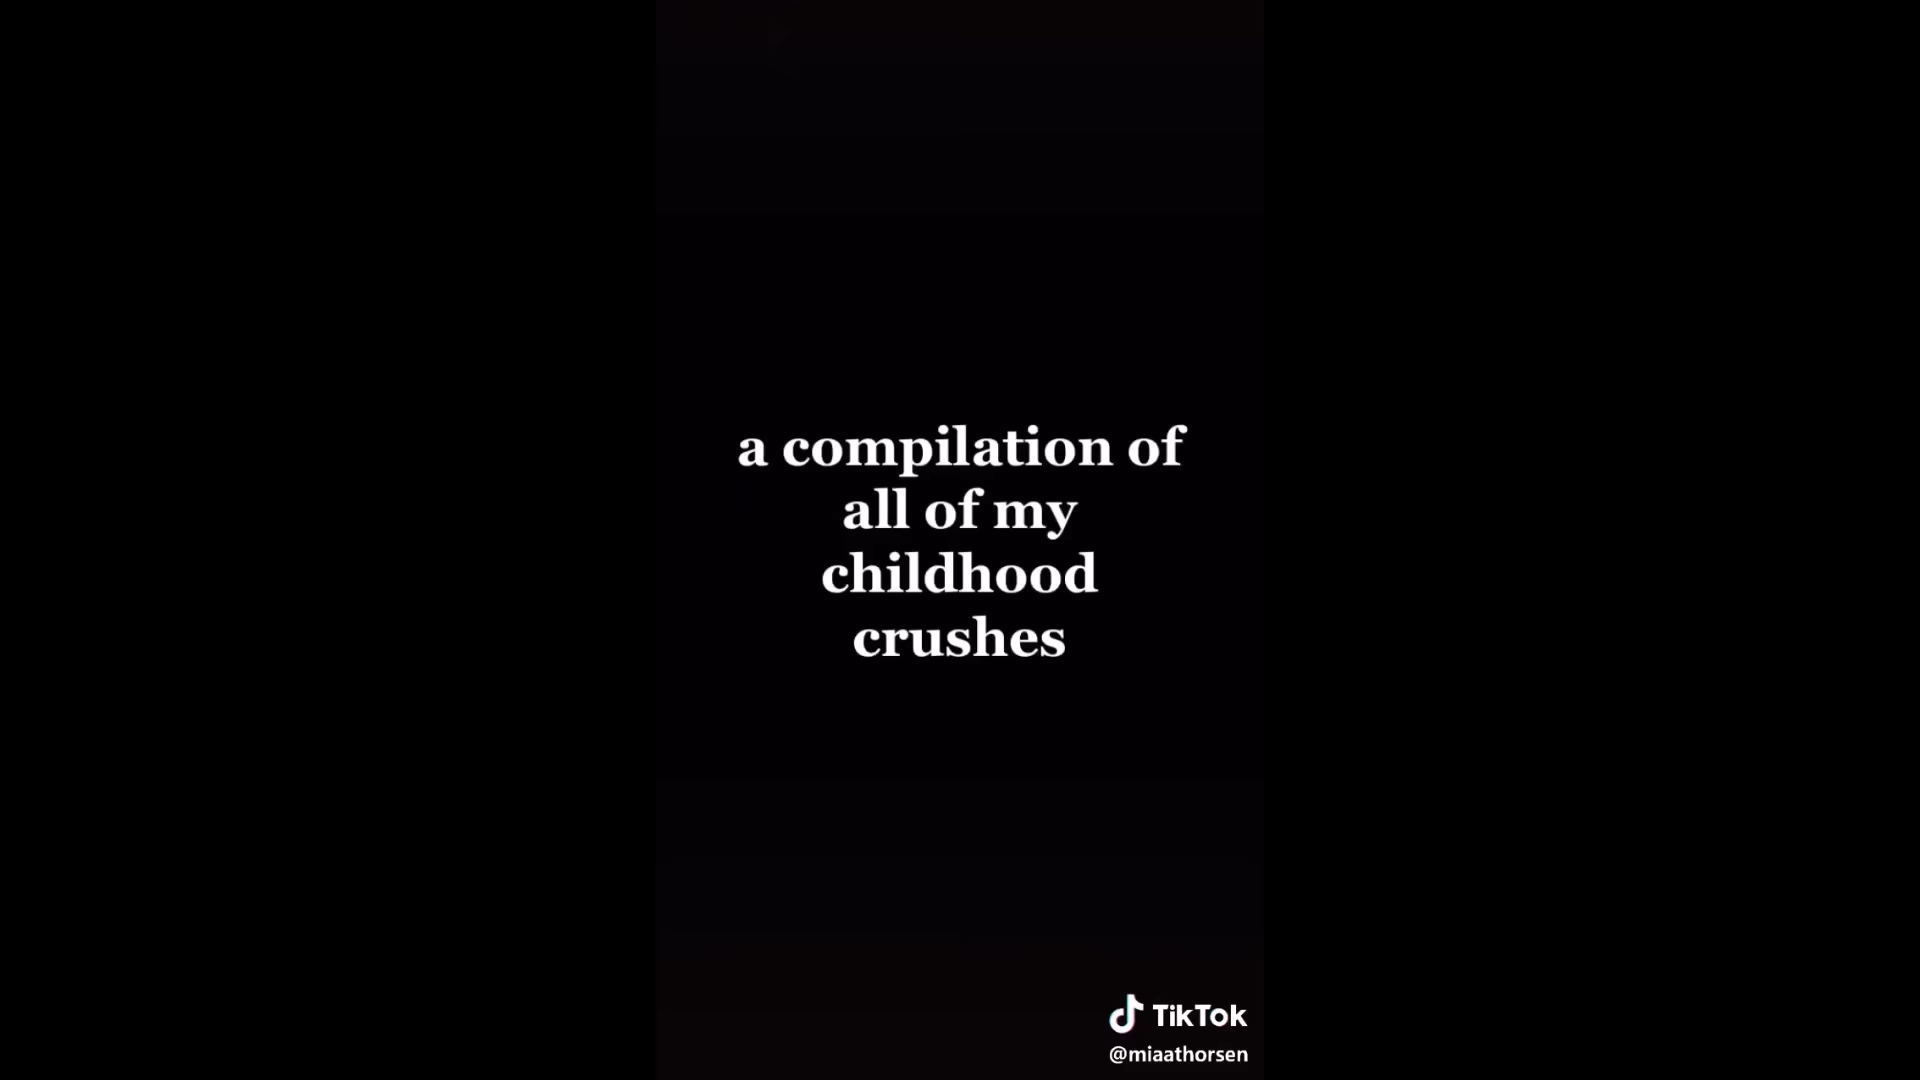 a compilation of
all of my
childhood
crushes
TikTok
@miaathorsen